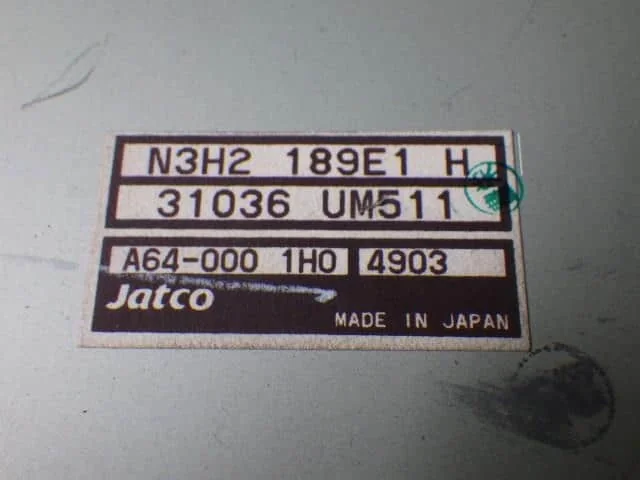 N3H2 189E1 H
31036 UM511
A64-000 1H0 4903
Jatco
MADE IN JAPAN